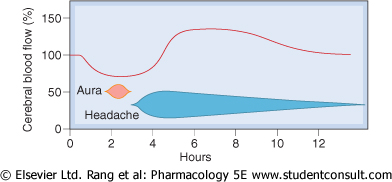 Cerebral blood flow (%)
150
100
50
0
Aura
Headache
0 2 4 6 8 10 12
Hours
© Elsevier Ltd. Rang et al: Pharmacology 5E www.studentconsult.com